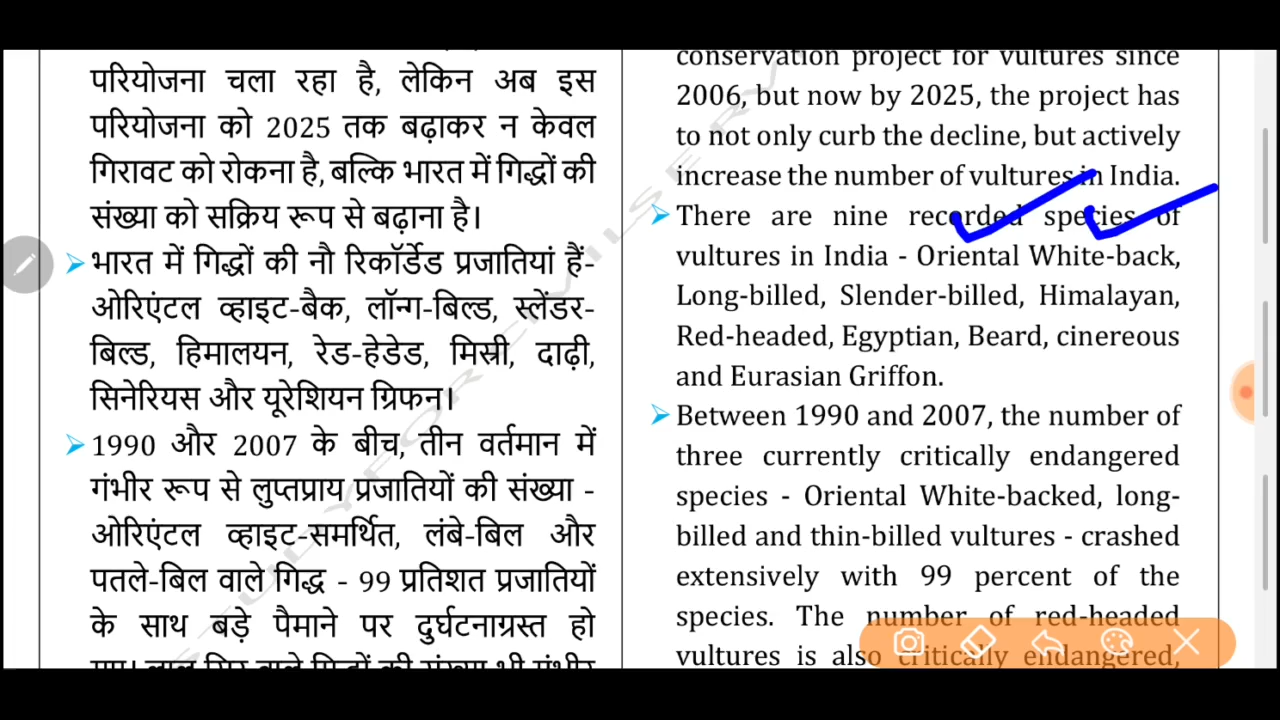 परियोजना चला रहा है, लेकिन अब इस
परियोजना को 2025 तक बढ़ाकर न केवल
गिरावट को रोकना है, बल्कि भारत में गिद्धों की
संख्या को सक्रिय रूप से बढ़ाना है।
➢ भारत में गिद्धों की नौ रिकॉर्डेड प्रजातियां हैं-
ओरिएंटल व्हाइट-बैक, लॉन्ग-बिल्ड, स्लेंडर-
बिल्ड, हिमालयन, रेड-हेडेड, मिस्री, दाढ़ी,
सिनेरियस और यूरेशियन ग्रिफन।
➢ 1990 और 2007 के बीच, तीन वर्तमान में
गंभीर रूप से लुप्तप्राय प्रजातियों की संख्या -
ओरिएंटल व्हाइट-समर्थित, लंबे-बिल और
पतले-बिल वाले गिद्ध - 99 प्रतिशत प्रजातियों
के साथ बड़े पैमाने पर दुर्घटनाग्रस्त हो
conservation project for vultures since
2006, but now by 2025, the project has
to not only curb the decline, but actively
increase the number of vultures in India.
➢ There are nine recorded species of
vultures in India - Oriental White-back,
Long-billed, Slender-billed, Himalayan,
Red-headed, Egyptian, Beard, cinereous
and Eurasian Griffon.
➢ Between 1990 and 2007, the number of
three currently critically endangered
species - Oriental White-backed, long-
billed and thin-billed vultures - crashed
extensively with 99 percent of the
species. The number of red-headed
vultures is also critically endangered,